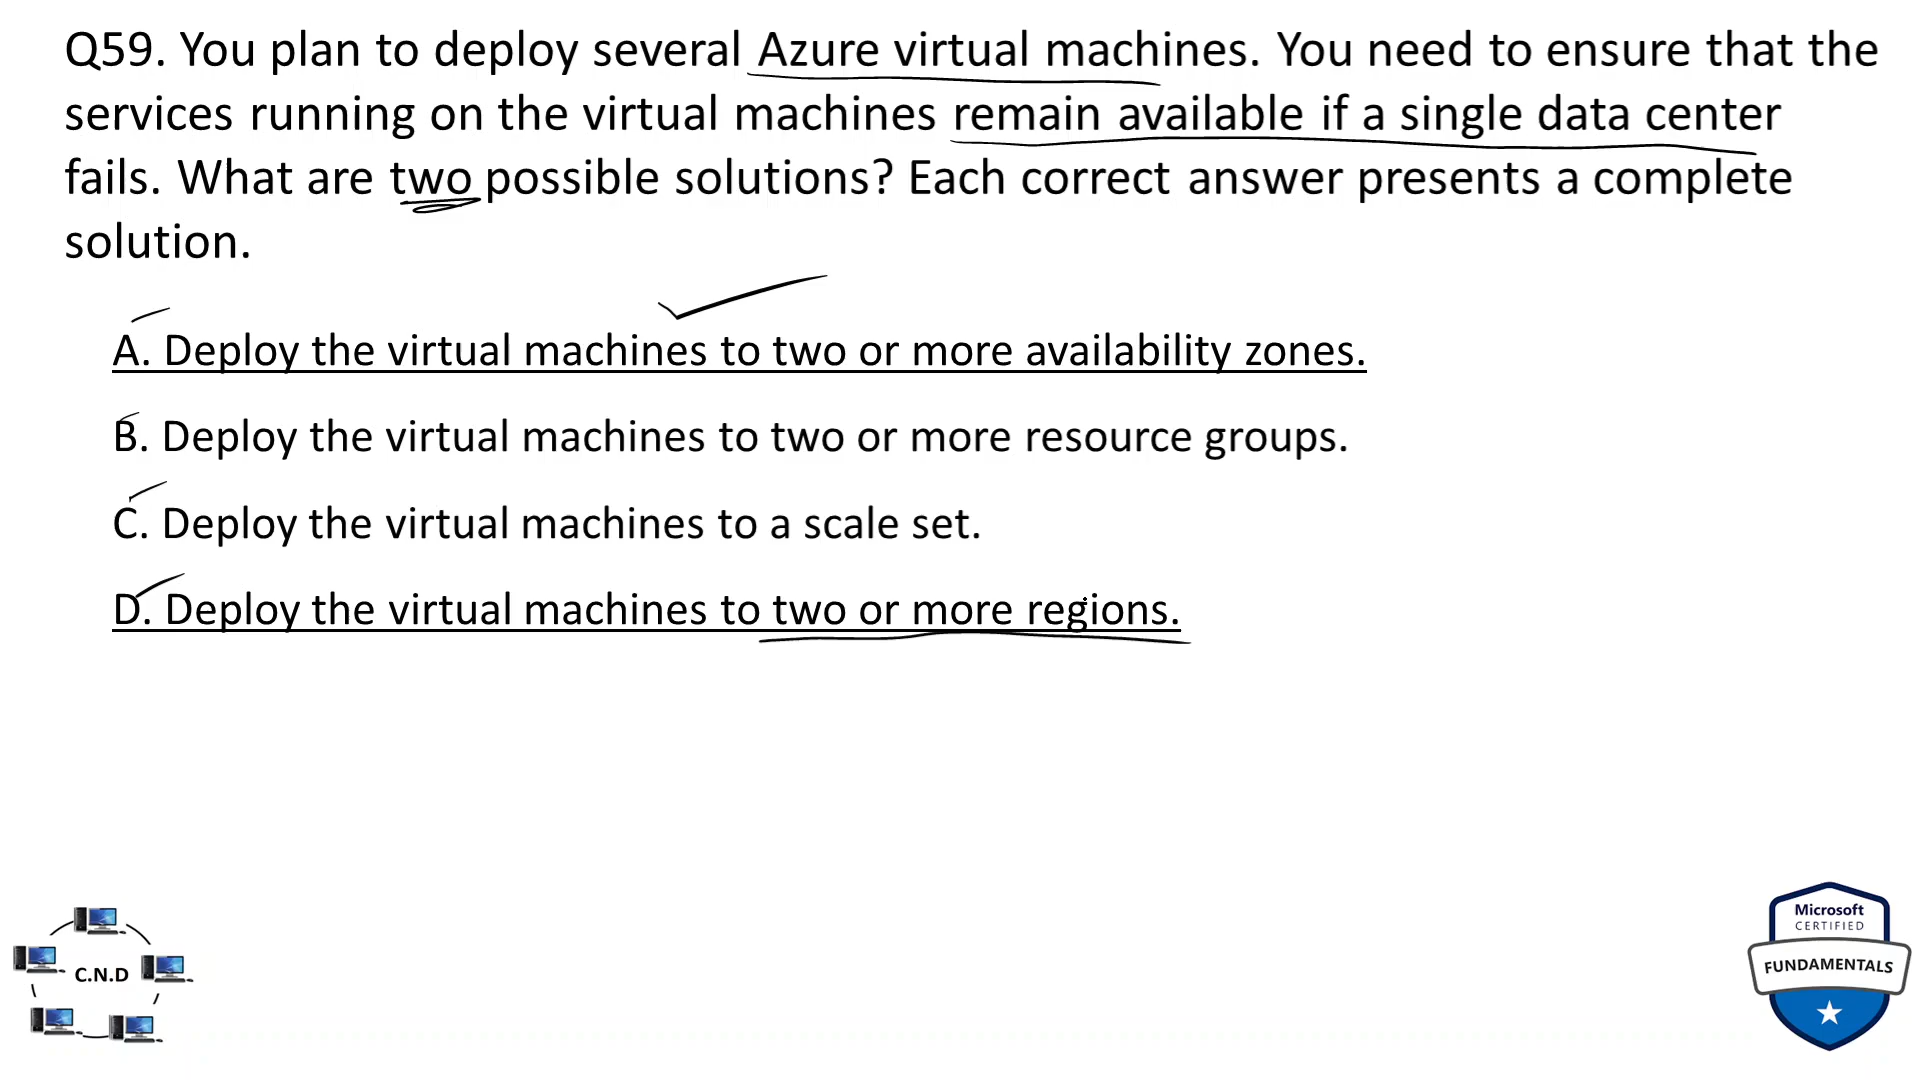 Q59. You plan to deploy several Azure virtual machines. You need to ensure that the
services running on the virtual machines remain available if a single data center
fails. What are two possible solutions? Each correct answer presents a complete
solution.
A. Deploy the virtual machines to two or more availability zones.
B. Deploy the virtual machines to two or more resource groups.
C. Deploy the virtual machines to a scale set.
D. Deploy the virtual machines to two or more regions.
C.N.D
Microsoft
CERTIFIED
FUNDAMENTALS